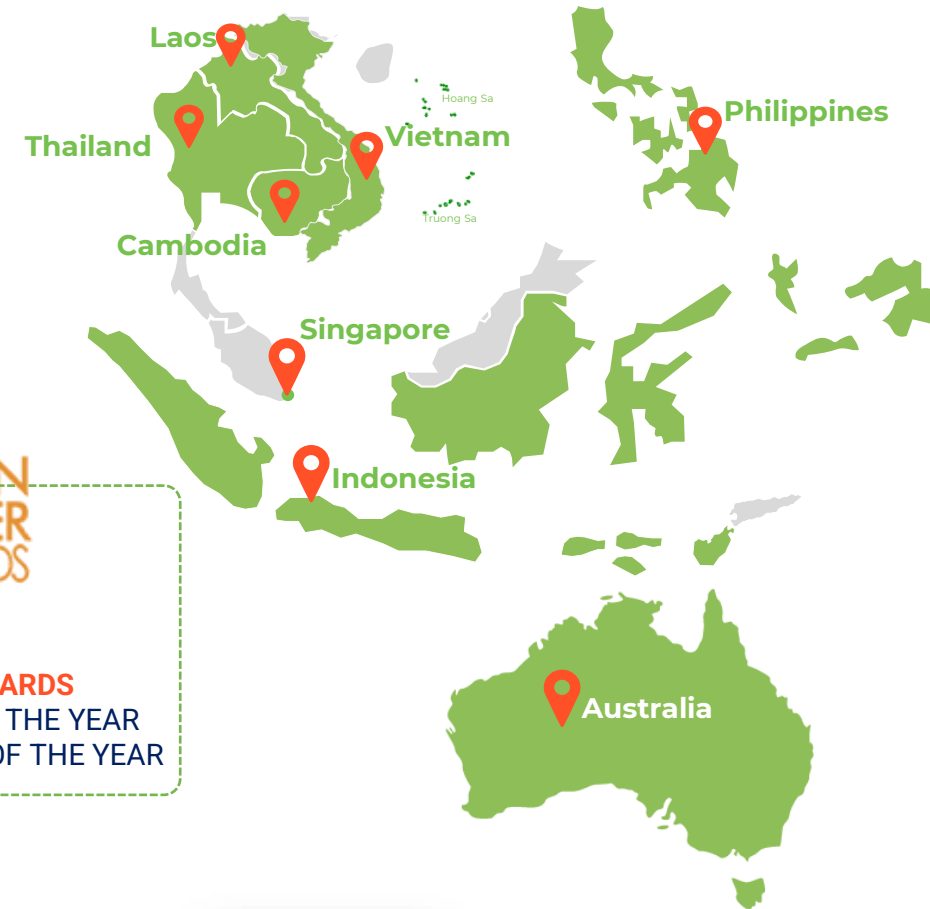 Laos
Hoang Sa
Philippines
Vietnam
Thailand
Truong Sa
Cambodia
Singapore
Indonesia
ARDS
THE YEAR
OF THE YEAR
Australia